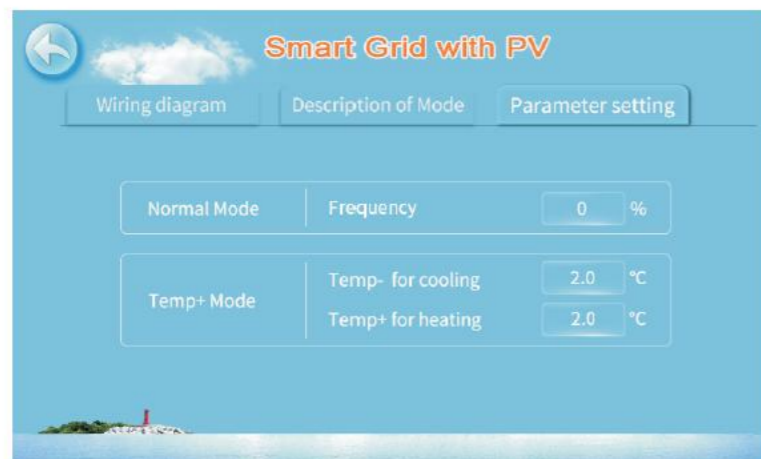 Smart Grid with PV
Wiring diagram Description of Mode Parameter setting
Normal Mode Frequency 0 %
Temp- for cooling 2.0 °C
Temp+ Mode
Temp+ for heating 2.0 °C